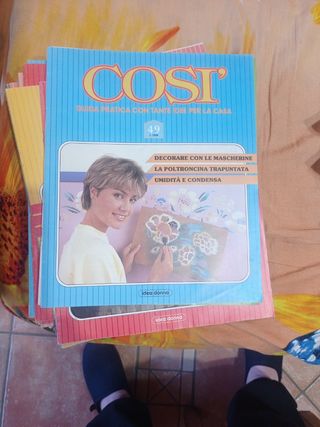 COSI'
GUIDA PRATICA CON TANTE IDEE PER LA CASA
49
DECORARE CON LE MASCHERINE
LA POLTRONCINA TRAPUNTATA
UMIDITÀ E CONDENSA
idea donna
idea donna